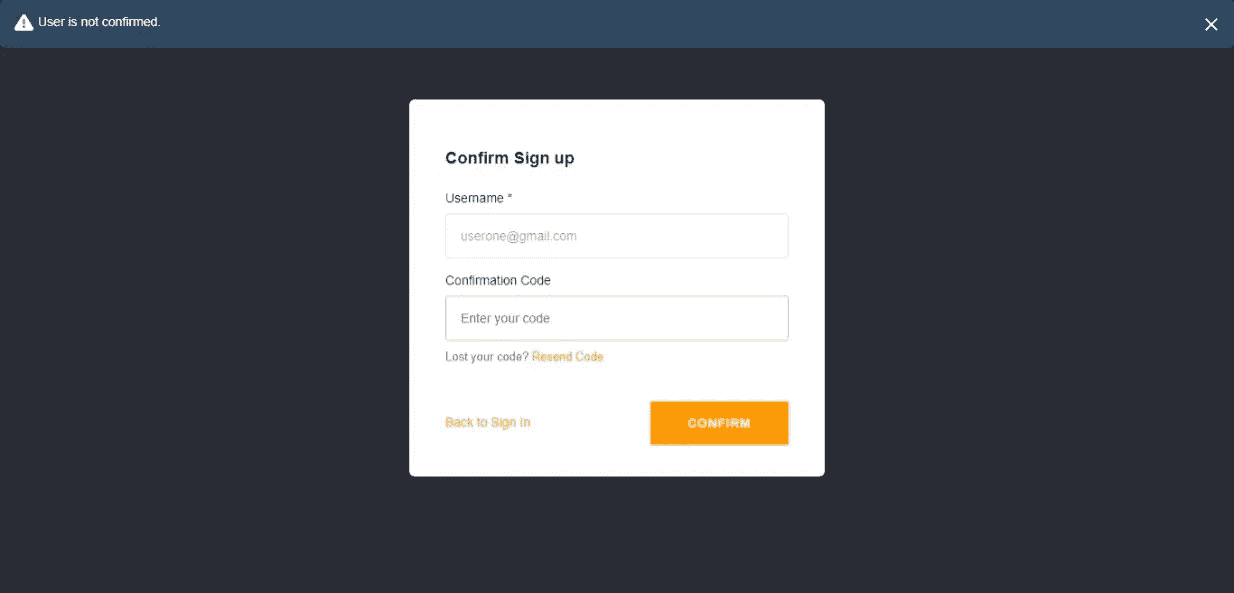 User is not confirmed.
Confirm Sign up
Username *
userone@gmail.com
Confirmation Code
Enter your code
Lost your code? Resend Code
Back to Sign In
CONFIRM